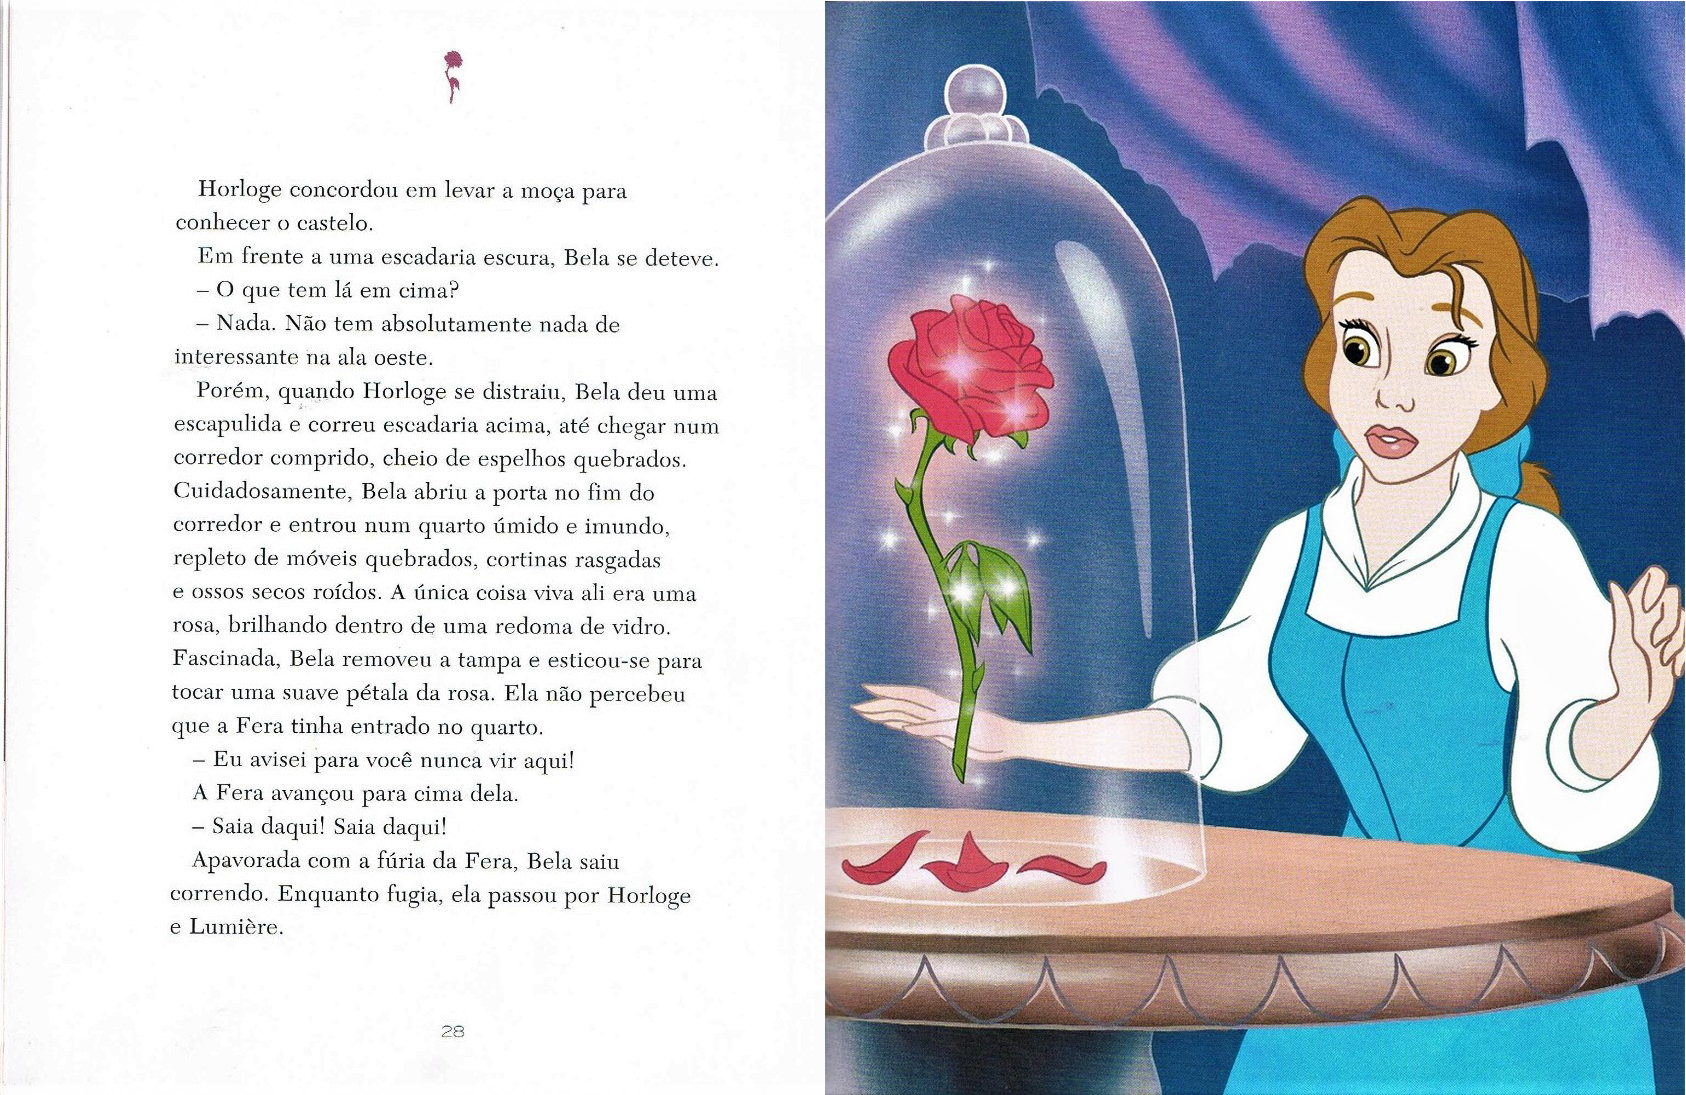 Horloge concordou em levar a moça para
conhecer o castelo.
Em frente a uma escadaria escura, Bela se deteve.
– O que tem lá em cima?
– Nada. Não tem absolutamente nada de
interessante na ala oeste.
Porém, quando Horloge se distraiu, Bela deu uma
escapulida e correu escadaria acima, até chegar num
corredor comprido, cheio de espelhos quebrados.
Cuidadosamente, Bela abriu a porta no fim do
corredor e entrou num quarto úmido e imundo,
repleto de móveis quebrados, cortinas rasgadas
e ossos secos roídos. A única coisa viva ali era uma
rosa, brilhando dentro de uma redoma de vidro.
Fascinada, Bela removeu a tampa e esticou-se para
tocar uma suave pétala da rosa. Ela não percebeu
que a Fera tinha entrado no quarto.
– Eu avisei para você nunca vir aqui!
A Fera avançou para cima dela.
– Saia daqui! Saia daqui!
Apavorada com a fúria da Fera, Bela saiu
correndo. Enquanto fugia, ela passou por Horloge
e Lumière.
28